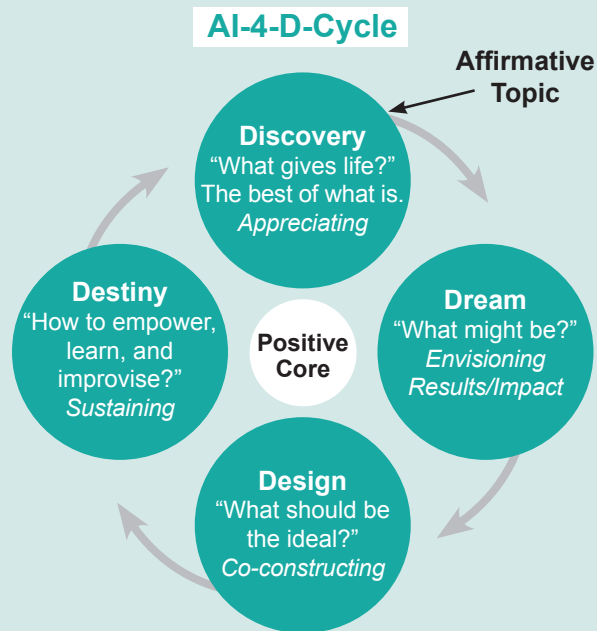 AI-4-D-Cycle
Affirmative
Topic
Discovery
“What gives life?”
The best of what is.
Appreciating
Dream
“What might be?”
Envisioning
Results/Impact
Design
“What should be
the ideal?”
Co-constructing
Destiny
“How to empower,
learn, and
improvise?”
Sustaining
Positive
Core